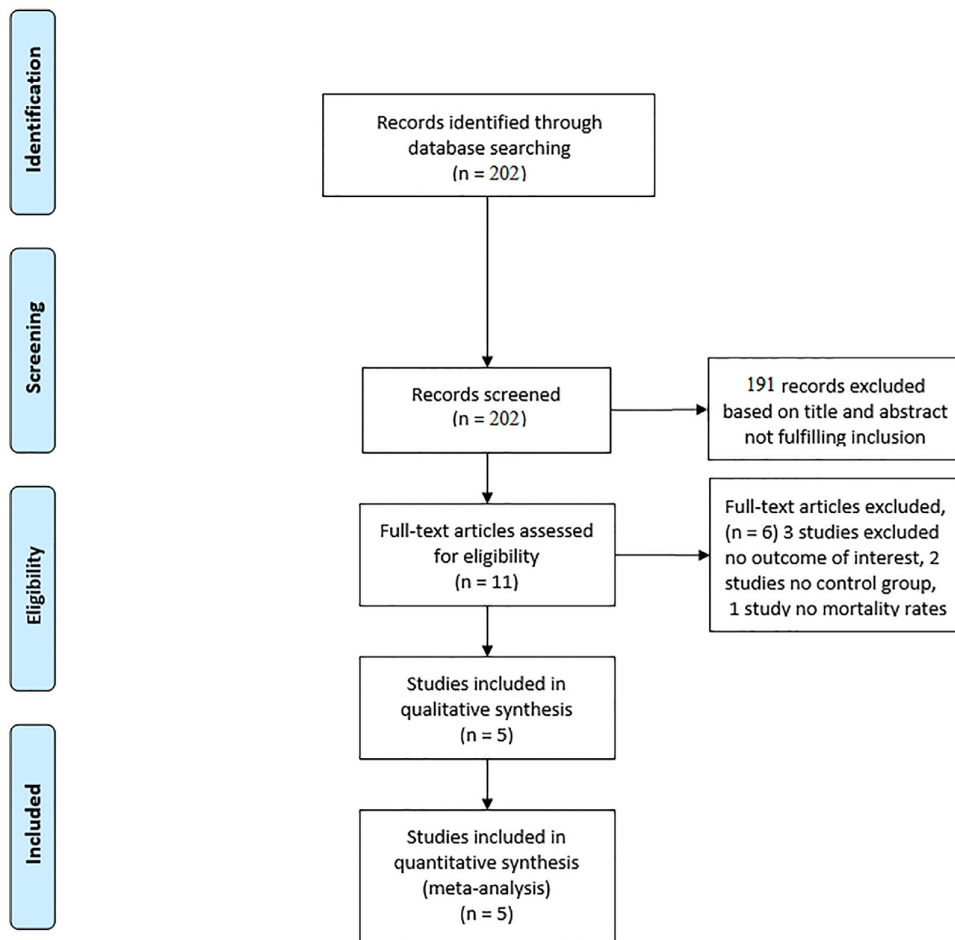 Identification
Records identified through
database searching
(n = 202)
Screening
Records screened
(n = 202)
191 records excluded
based on title and abstract
not fulfilling inclusion
Eligibility
Full-text articles assessed
for eligibility
(n = 11)
Full-text articles excluded,
(n = 6) 3 studies excluded
no outcome of interest, 2
studies no control group,
1 study no mortality rates
Studies included in
qualitative synthesis
(n = 5)
Included
Studies included in
quantitative synthesis
(meta-analysis)
(n = 5)